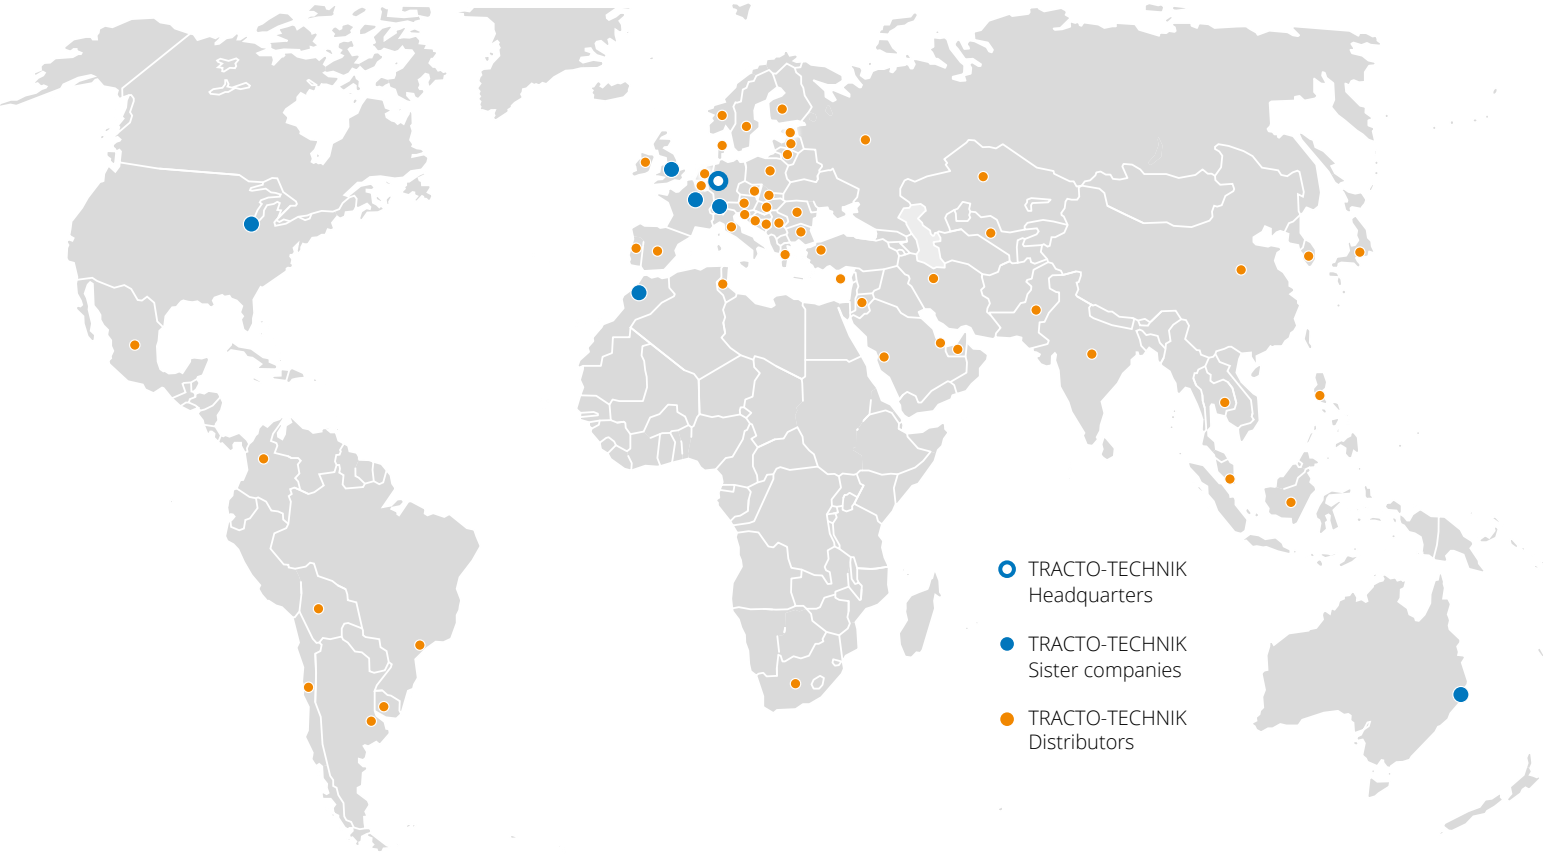 TRACTO-TECHNIK
Headquarters
TRACTO-TECHNIK
Sister companies
TRACTO-TECHNIK
Distributors